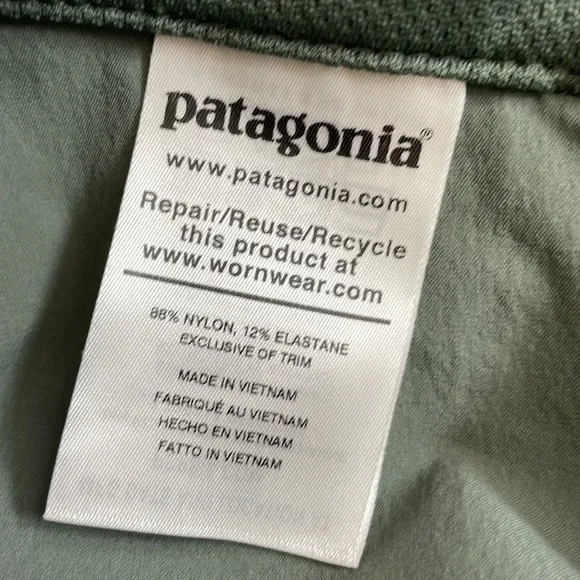 patagonia®
www.patagonia.com
Repair/Reuse/Recycle
this product at
www.wornwear.com
88% NYLON, 12% ELASTANE
EXCLUSIVE OF TRIM
MADE IN VIETNAM
FABRIQUÉ AU VIETNAM
HECHO EN VIETNAM
FATTO IN VIETNAM